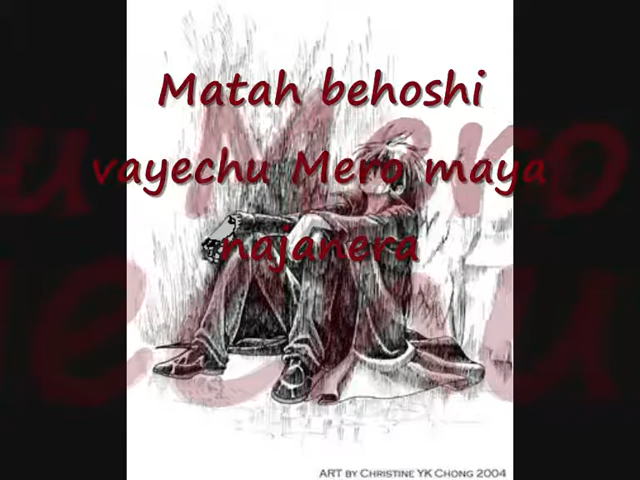 Matah behoshi
vayechu Mero maya
najanera
ART BY CHRISTINE YK CHONG 2004